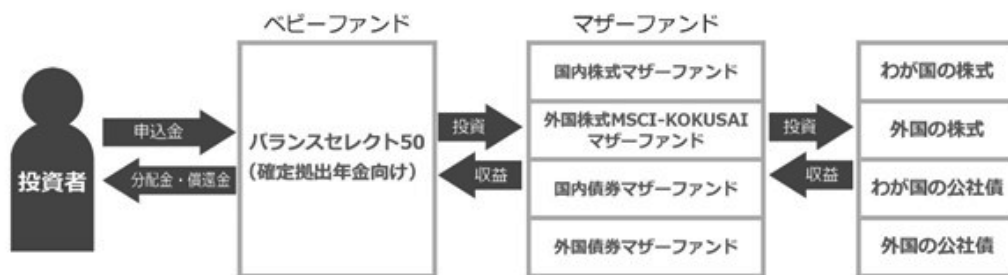 ベビーファンド
マザーファンド
投資者
申込金
分配金・償還金
バランスセレクト50
（確定拠出年金向け）
投資
収益
国内株式マザーファンド
外国株式MSCI-KOKUSAI
マザーファンド
国内債券マザーファンド
外国債券マザーファンド
投資
収益
わが国の株式
外国の株式
わが国の公社債
外国の公社債